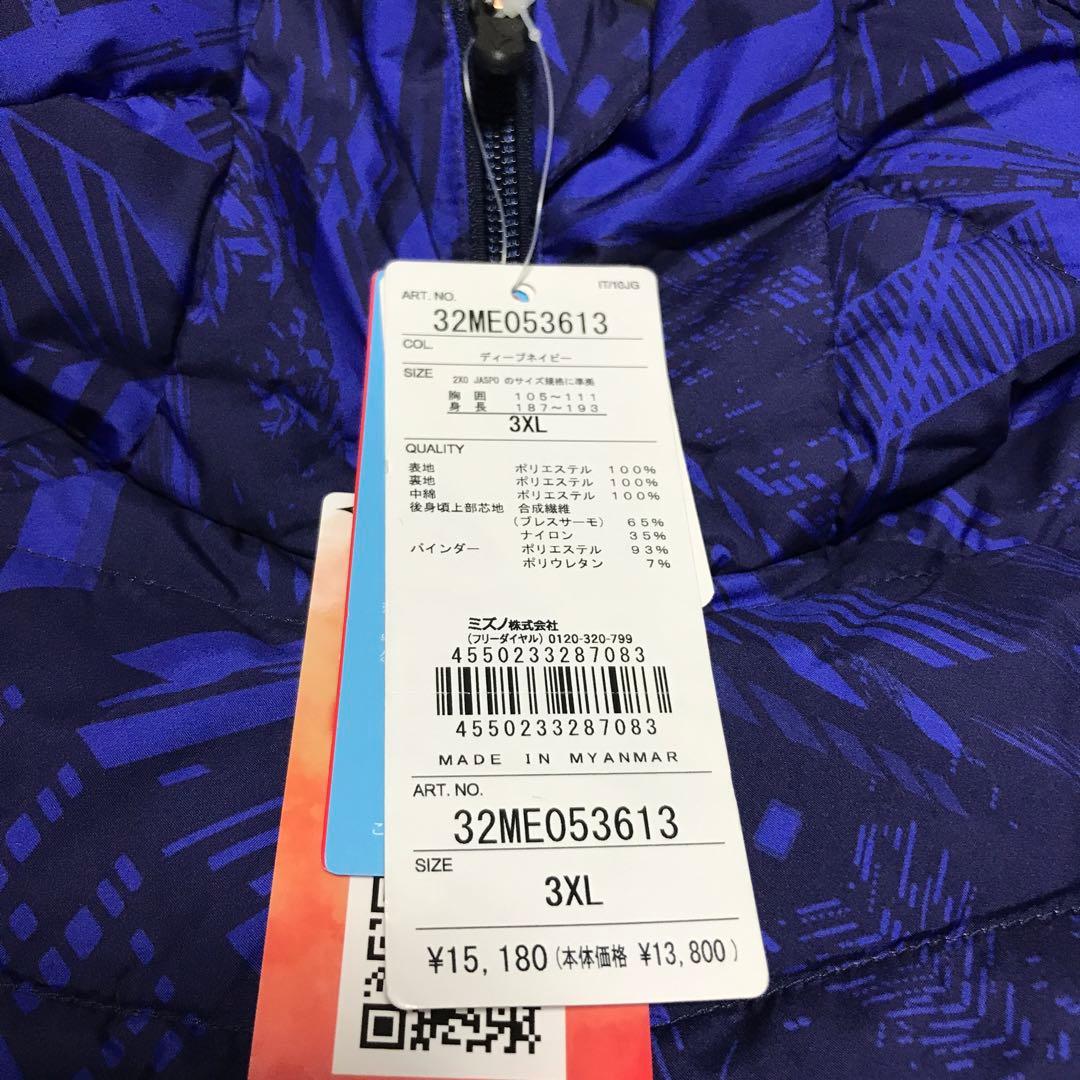 IT/10JG
ART. NO.
32ME053613
COL.
ディープネイビー
SIZE
2XO JASPO のサイズ規格に準拠
胸囲 105～111
身長 187～193
3XL
QUALITY
表地 ポリエステル 100%
裏地 ポリエステル 100%
中綿 ポリエステル 100%
後身頃上部芯地 合成繊維
(ブレスサーモ) 65%
ナイロン 35%
バインダー ポリエステル 93%
ポリウレタン 7%
ミズノ株式会社
(フリーダイヤル) 0120-320-799
4550233287083
4550233287083
MADE IN MYANMAR
ART. NO.
32ME053613
SIZE
3XL
¥15,180 (本体価格 ¥13,800)
こ